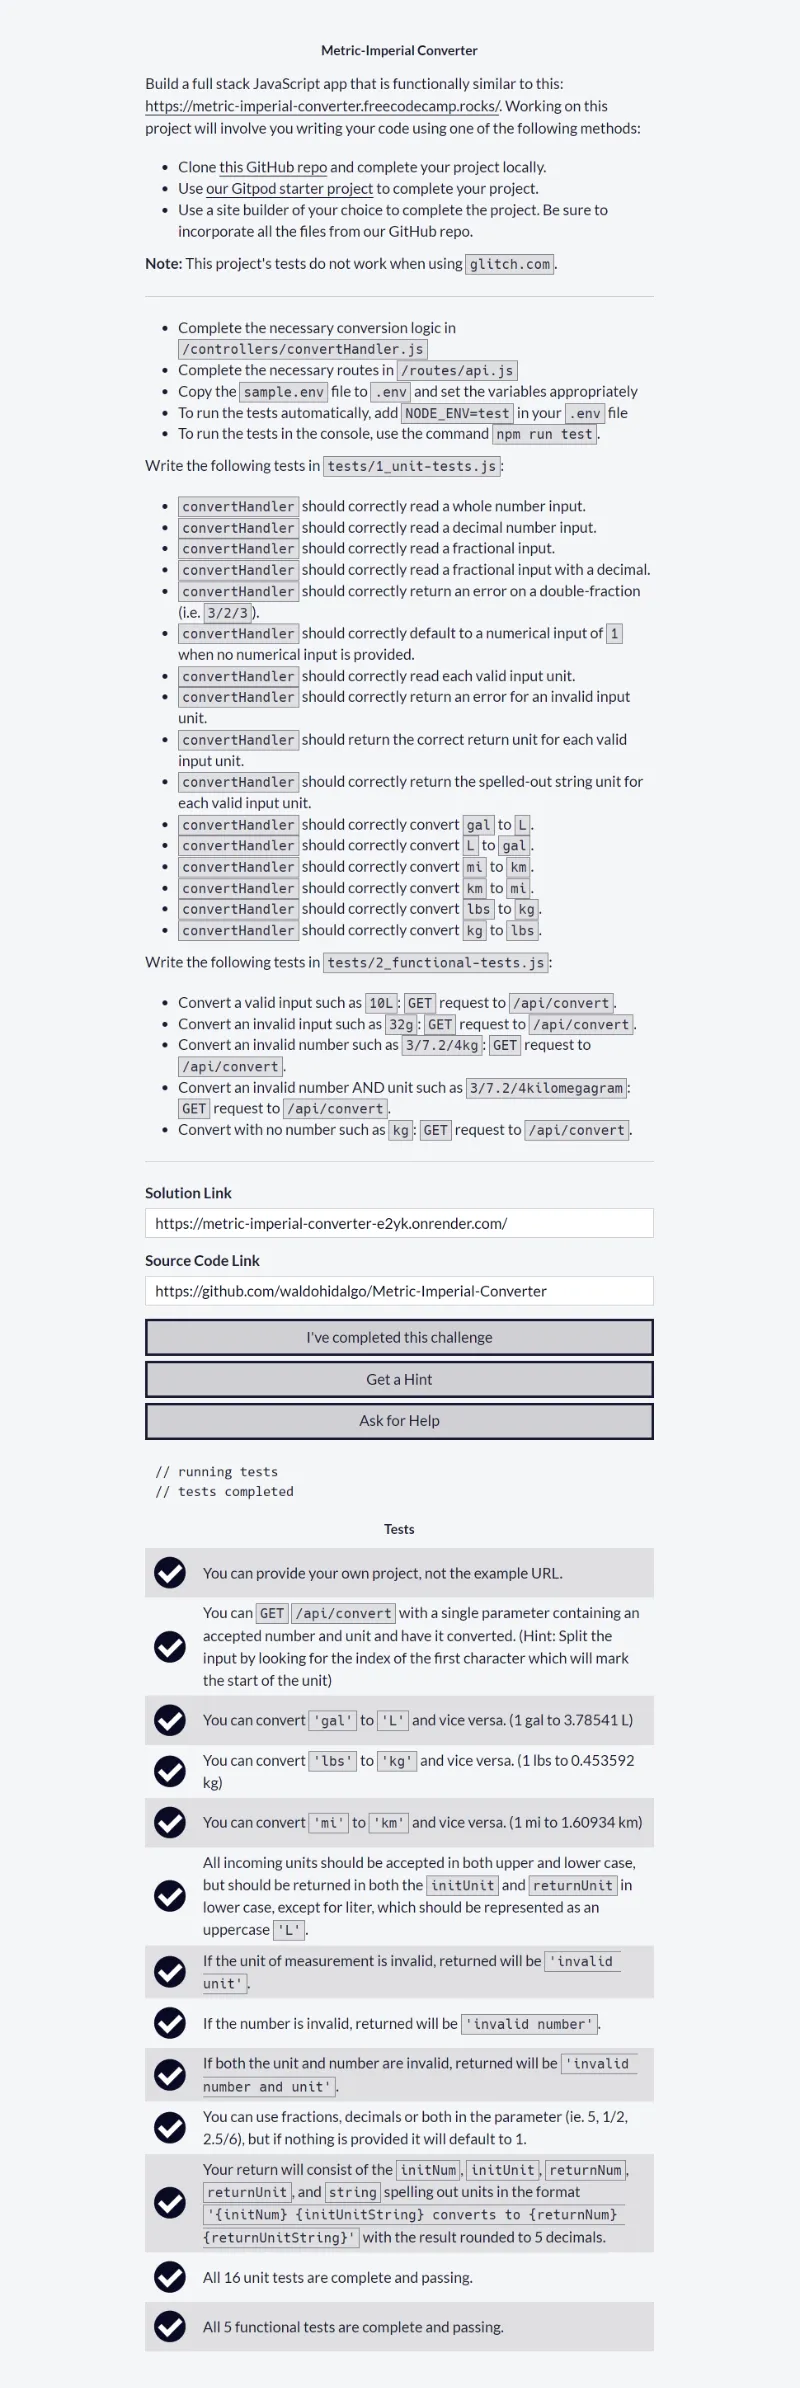 Metric-Imperial Converter
Build a full stack JavaScript app that is functionally similar to this:
https://metric-imperial-converter.freecodecamp.rocks/. Working on this
project will involve you writing your code using one of the following methods:
Clone this GitHub repo and complete your project locally.
Use our Gitpod starter project to complete your project.
Use a site builder of your choice to complete the project. Be sure to
incorporate all the files from our GitHub repo.
Note: This project's tests do not work when using glitch.com.
Complete the necessary conversion logic in
/controllers/convertHandler.js
Complete the necessary routes in /routes/api.js
Copy the sample.env file to .env and set the variables appropriately
To run the tests automatically, add NODE_ENV=test in your .env file
To run the tests in the console, use the command npm run test.
Write the following tests in tests/1_unit-tests.js:
convertHandler should correctly read a whole number input.
convertHandler should correctly read a decimal number input.
convertHandler should correctly read a fractional input.
convertHandler should correctly read a fractional input with a decimal.
convertHandler should correctly return an error on a double-fraction
(i.e. 3/2/3).
convertHandler should correctly default to a numerical input of 1
when no numerical input is provided.
convertHandler should correctly read each valid input unit.
convertHandler should correctly return an error for an invalid input
unit.
convertHandler should return the correct return unit for each valid
input unit.
convertHandler should correctly return the spelled-out string unit for
each valid input unit.
convertHandler should correctly convert gal to L.
convertHandler should correctly convert L to gal.
convertHandler should correctly convert mi to km.
convertHandler should correctly convert km to mi.
convertHandler should correctly convert lbs to kg.
convertHandler should correctly convert kg to lbs.
Write the following tests in tests/2_functional-tests.js:
Convert a valid input such as 10L: GET request to /api/convert.
Convert an invalid input such as 32g: GET request to /api/convert.
Convert an invalid number such as 3/7.2/4kg: GET request to
/api/convert.
Convert an invalid number AND unit such as 3/7.2/4kilomegagram:
GET request to /api/convert.
Convert with no number such as kg: GET request to /api/convert.
Solution Link
https://metric-imperial-converter-e2yk.onrender.com/
Source Code Link
https://github.com/waldohidalgo/Metric-Imperial-Converter
I've completed this challenge
Get a Hint
Ask for Help
// running tests
// tests completed
Tests
You can provide your own project, not the example URL.
You can GET /api/convert with a single parameter containing an
accepted number and unit and have it converted. (Hint: Split the
input by looking for the index of the first character which will mark
the start of the unit)
You can convert 'gal' to 'L' and vice versa. (1 gal to 3.78541 L)
You can convert 'lbs' to 'kg' and vice versa. (1 lbs to 0.453592
kg)
You can convert 'mi' to 'km' and vice versa. (1 mi to 1.60934 km)
All incoming units should be accepted in both upper and lower case,
but should be returned in both the initUnit and returnUnit in
lower case, except for liter, which should be represented as an
uppercase 'L'.
If the unit of measurement is invalid, returned will be 'invalid
unit'.
If the number is invalid, returned will be 'invalid number'.
If both the unit and number are invalid, returned will be 'invalid
number and unit'.
You can use fractions, decimals or both in the parameter (ie. 5, 1/2,
2.5/6), but if nothing is provided it will default to 1.
Your return will consist of the initNum, initUnit, returnNum,
returnUnit, and string spelling out units in the format
'{initNum} {initUnitString} converts to {returnNum}
{returnUnitString}' with the result rounded to 5 decimals.
All 16 unit tests are complete and passing.
All 5 functional tests are complete and passing.